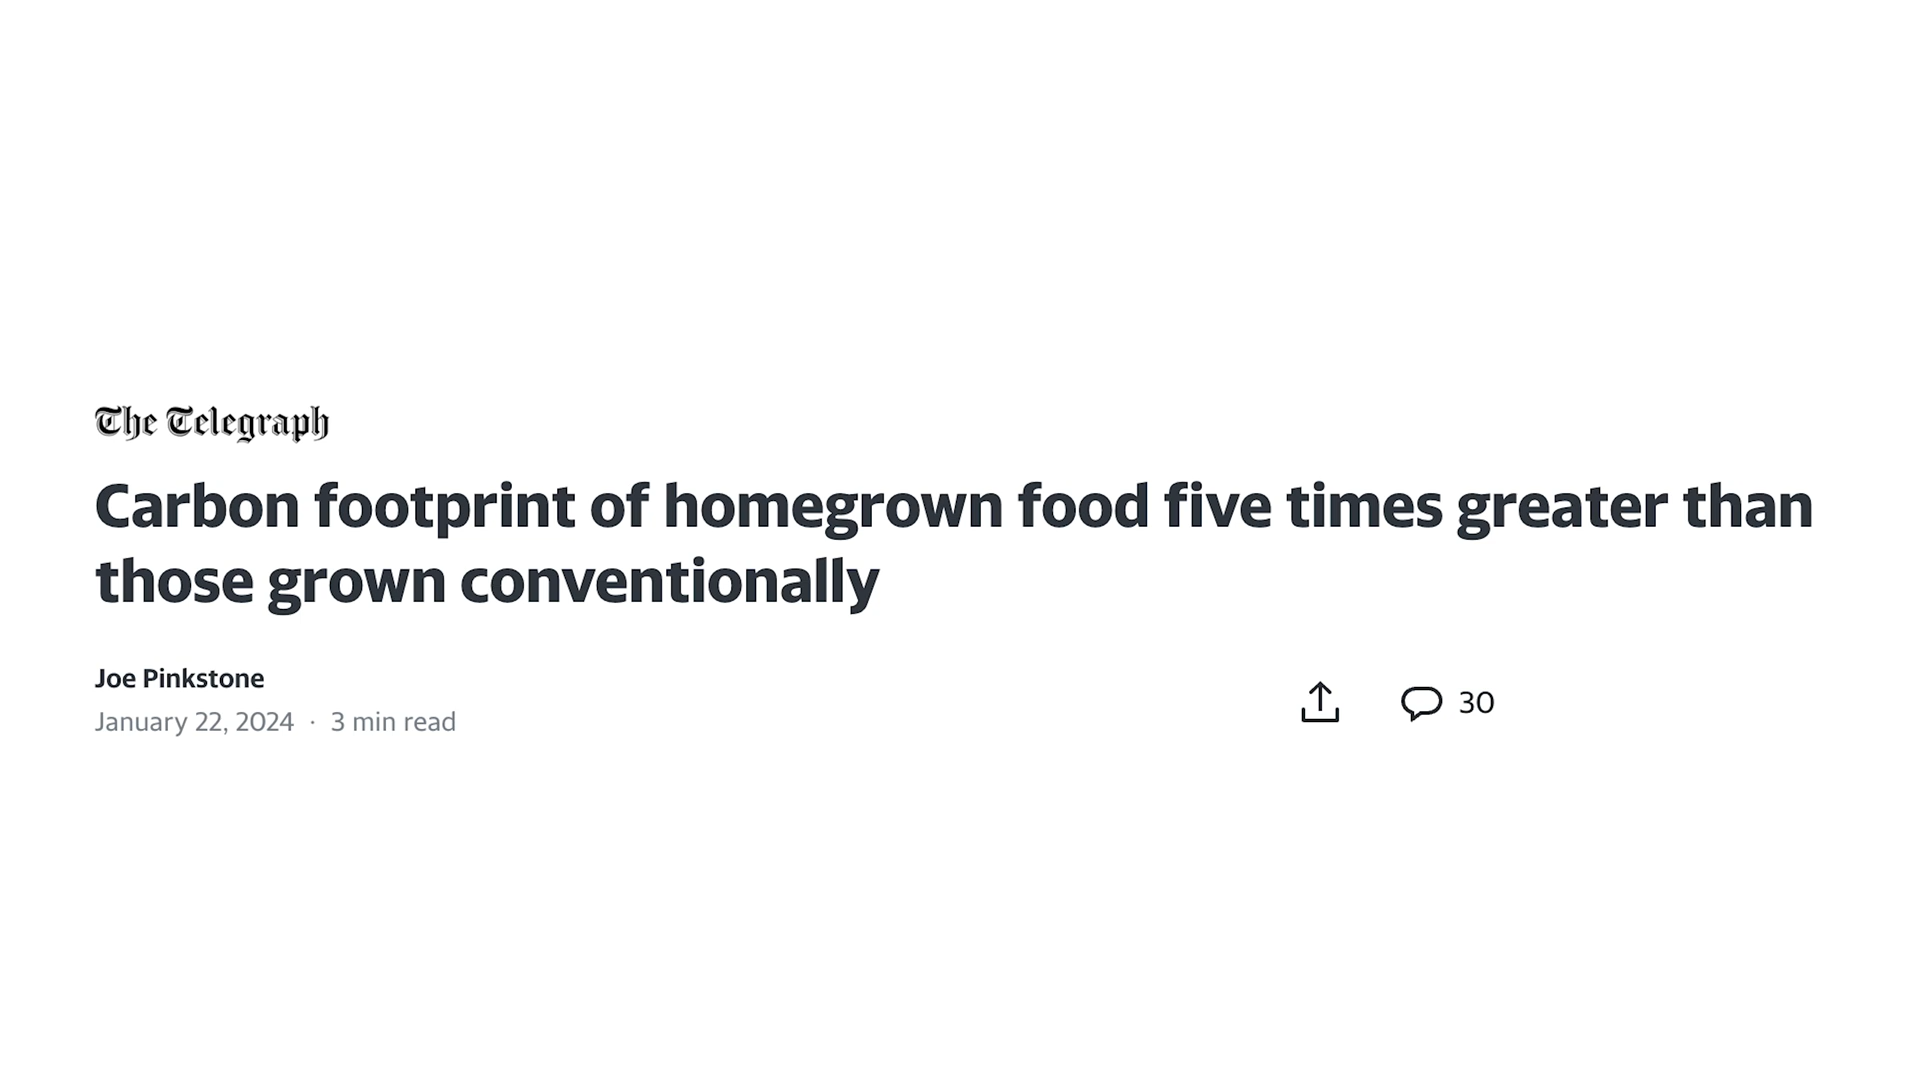 The Telegraph
Carbon footprint of homegrown food five times greater than
those grown conventionally
Joe Pinkstone
January 22, 2024 · 3 min read
30